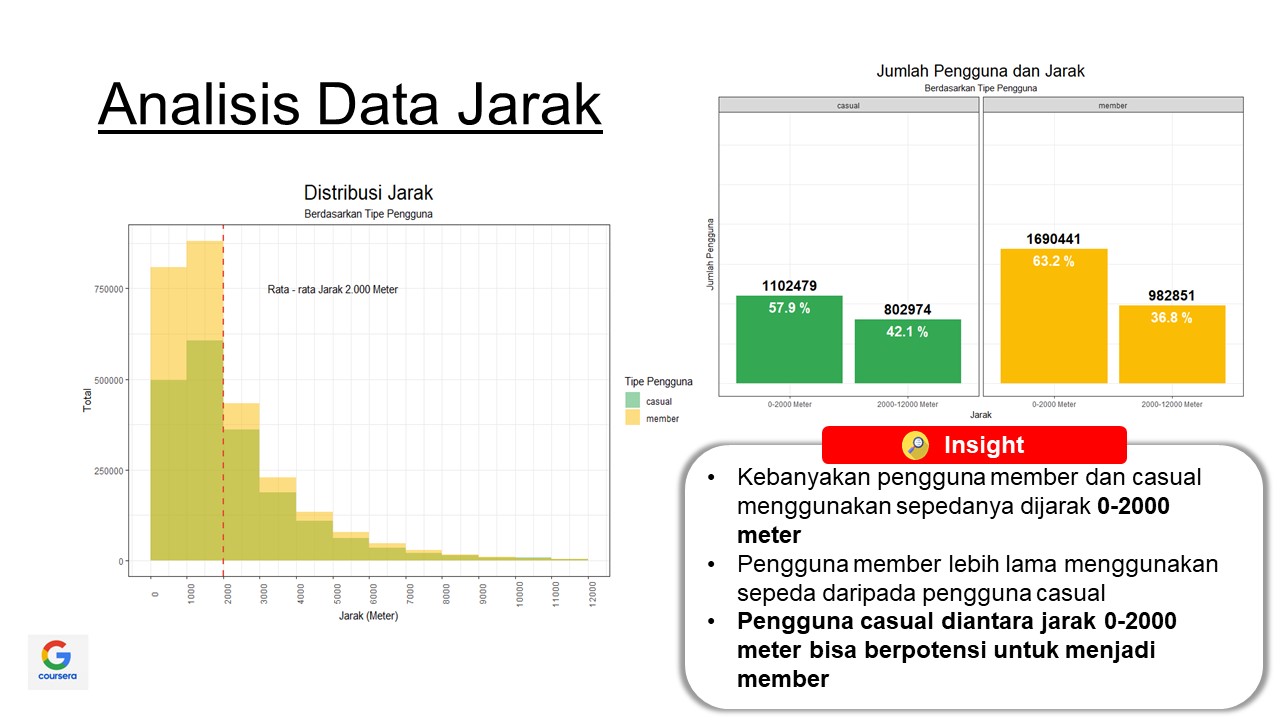 Analisis Data Jarak
Distribusi Jarak
Berdasarkan Tipe Pengguna
Total
750000
500000
250000
0
Rata - rata Jarak 2.000 Meter
0
1000
2000
3000
4000
5000
6000
7000
8000
9000
10000
11000
12000
Jarak (Meter)
Tipe Pengguna
casual
member
Jumlah Pengguna dan Jarak
Berdasarkan Tipe Pengguna
casual
member
Jumlah Pengguna
1102479
57.9 %
802974
42.1 %
1690441
63.2 %
982851
36.8 %
0-2000 Meter
2000-12000 Meter
0-2000 Meter
2000-12000 Meter
Jarak
Insight
• Kebanyakan pengguna member dan casual
menggunakan sepedanya dijarak 0-2000
meter
• Pengguna member lebih lama menggunakan
sepeda daripada pengguna casual
• Pengguna casual diantara jarak 0-2000
meter bisa berpotensi untuk menjadi
member
coursera